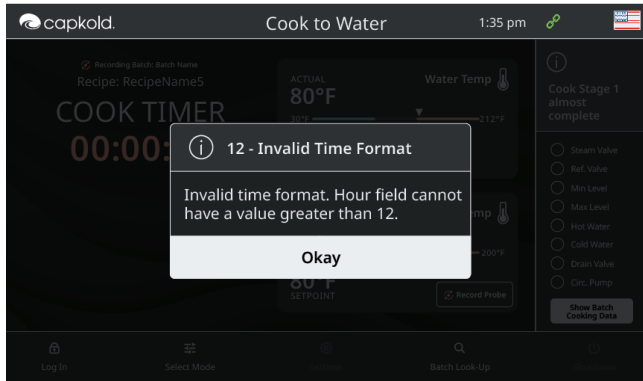 capkold.
Cook to Water
1:35 pm
Recording Batch: Batch Name
Recipe: RecipeName5
COOK TIMER
00:00:
ACTUAL
80°F
Water Temp
30°F
212°F
12 - Invalid Time Format
Invalid time format. Hour field cannot
have a value greater than 12.
Okay
mp
200°F
80°F
SETPOINT
Record Probe
Cook Stage 1
almost
complete
Steam Valve
Ref. Valve
Min Level
Max Level
Hot Water
Cold Water
Drain Valve
Circ. Pump
Show Batch
Cooking Data
Log In
Select Mode
Settings
Batch Look-Up